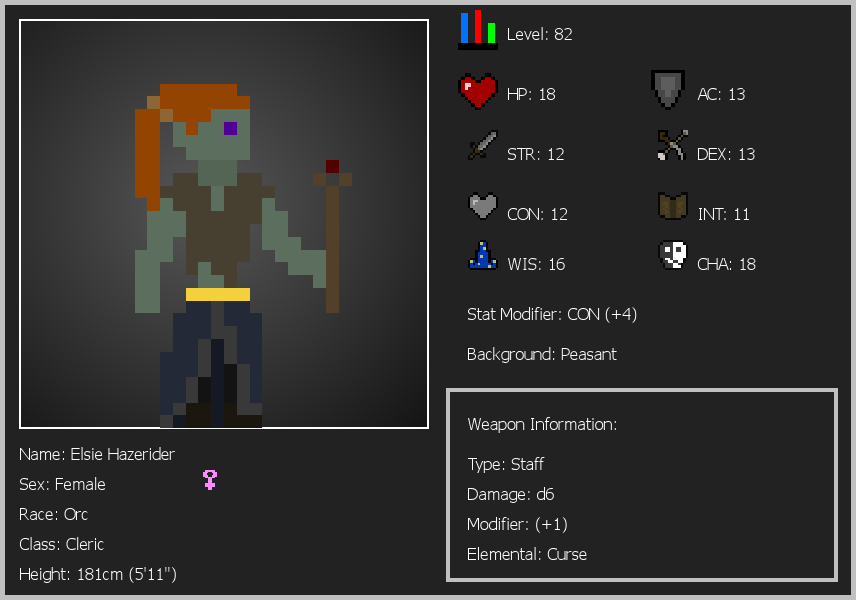 Level: 82
HP: 18
AC: 13
STR: 12
DEX: 13
CON: 12
INT: 11
WIS: 16
CHA: 18
Stat Modifier: CON (+4)
Background: Peasant
Weapon Information:
Type: Staff
Damage: d6
Modifier: (+1)
Elemental: Curse
Name: Elsie Hazerider
Sex: Female
Race: Orc
Class: Cleric
Height: 181cm (5'11")